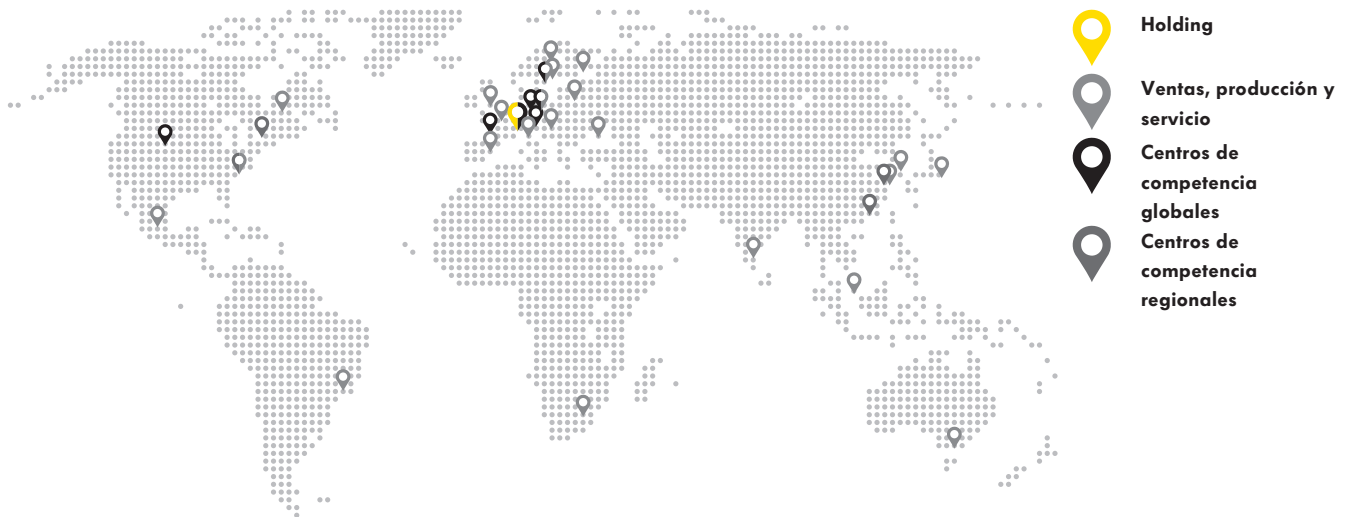 Holding
Ventas, producción y
servicio
Centros de
competencia
globales
Centros de
competencia
regionales